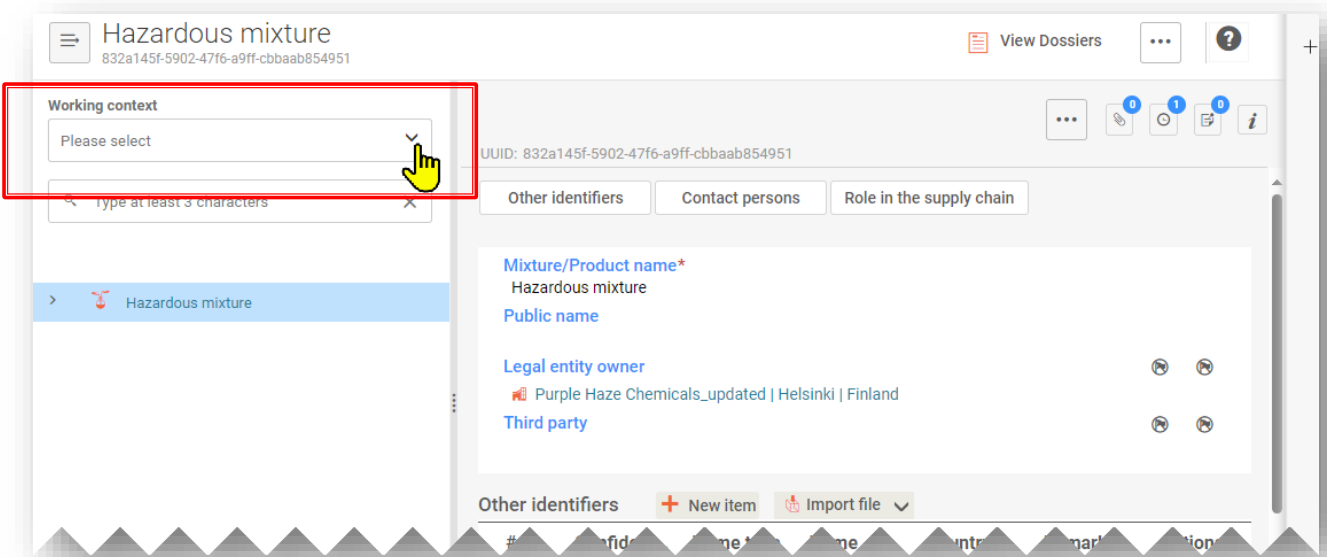 Hazardous mixture
832a145f-5902-47f6-a9ff-cbbaab854951
View Dossiers
Working context
Please select
Type at least 3 characters
Hazardous mixture
0
1
0
i
UUID: 832a145f-5902-47f6-a9ff-cbbaab854951
Other identifiers Contact persons Role in the supply chain
Mixture/Product name*
Hazardous mixture
Public name
Legal entity owner
Purple Haze Chemicals_updated | Helsinki | Finland
Third party
Other identifiers + New item Import file
#